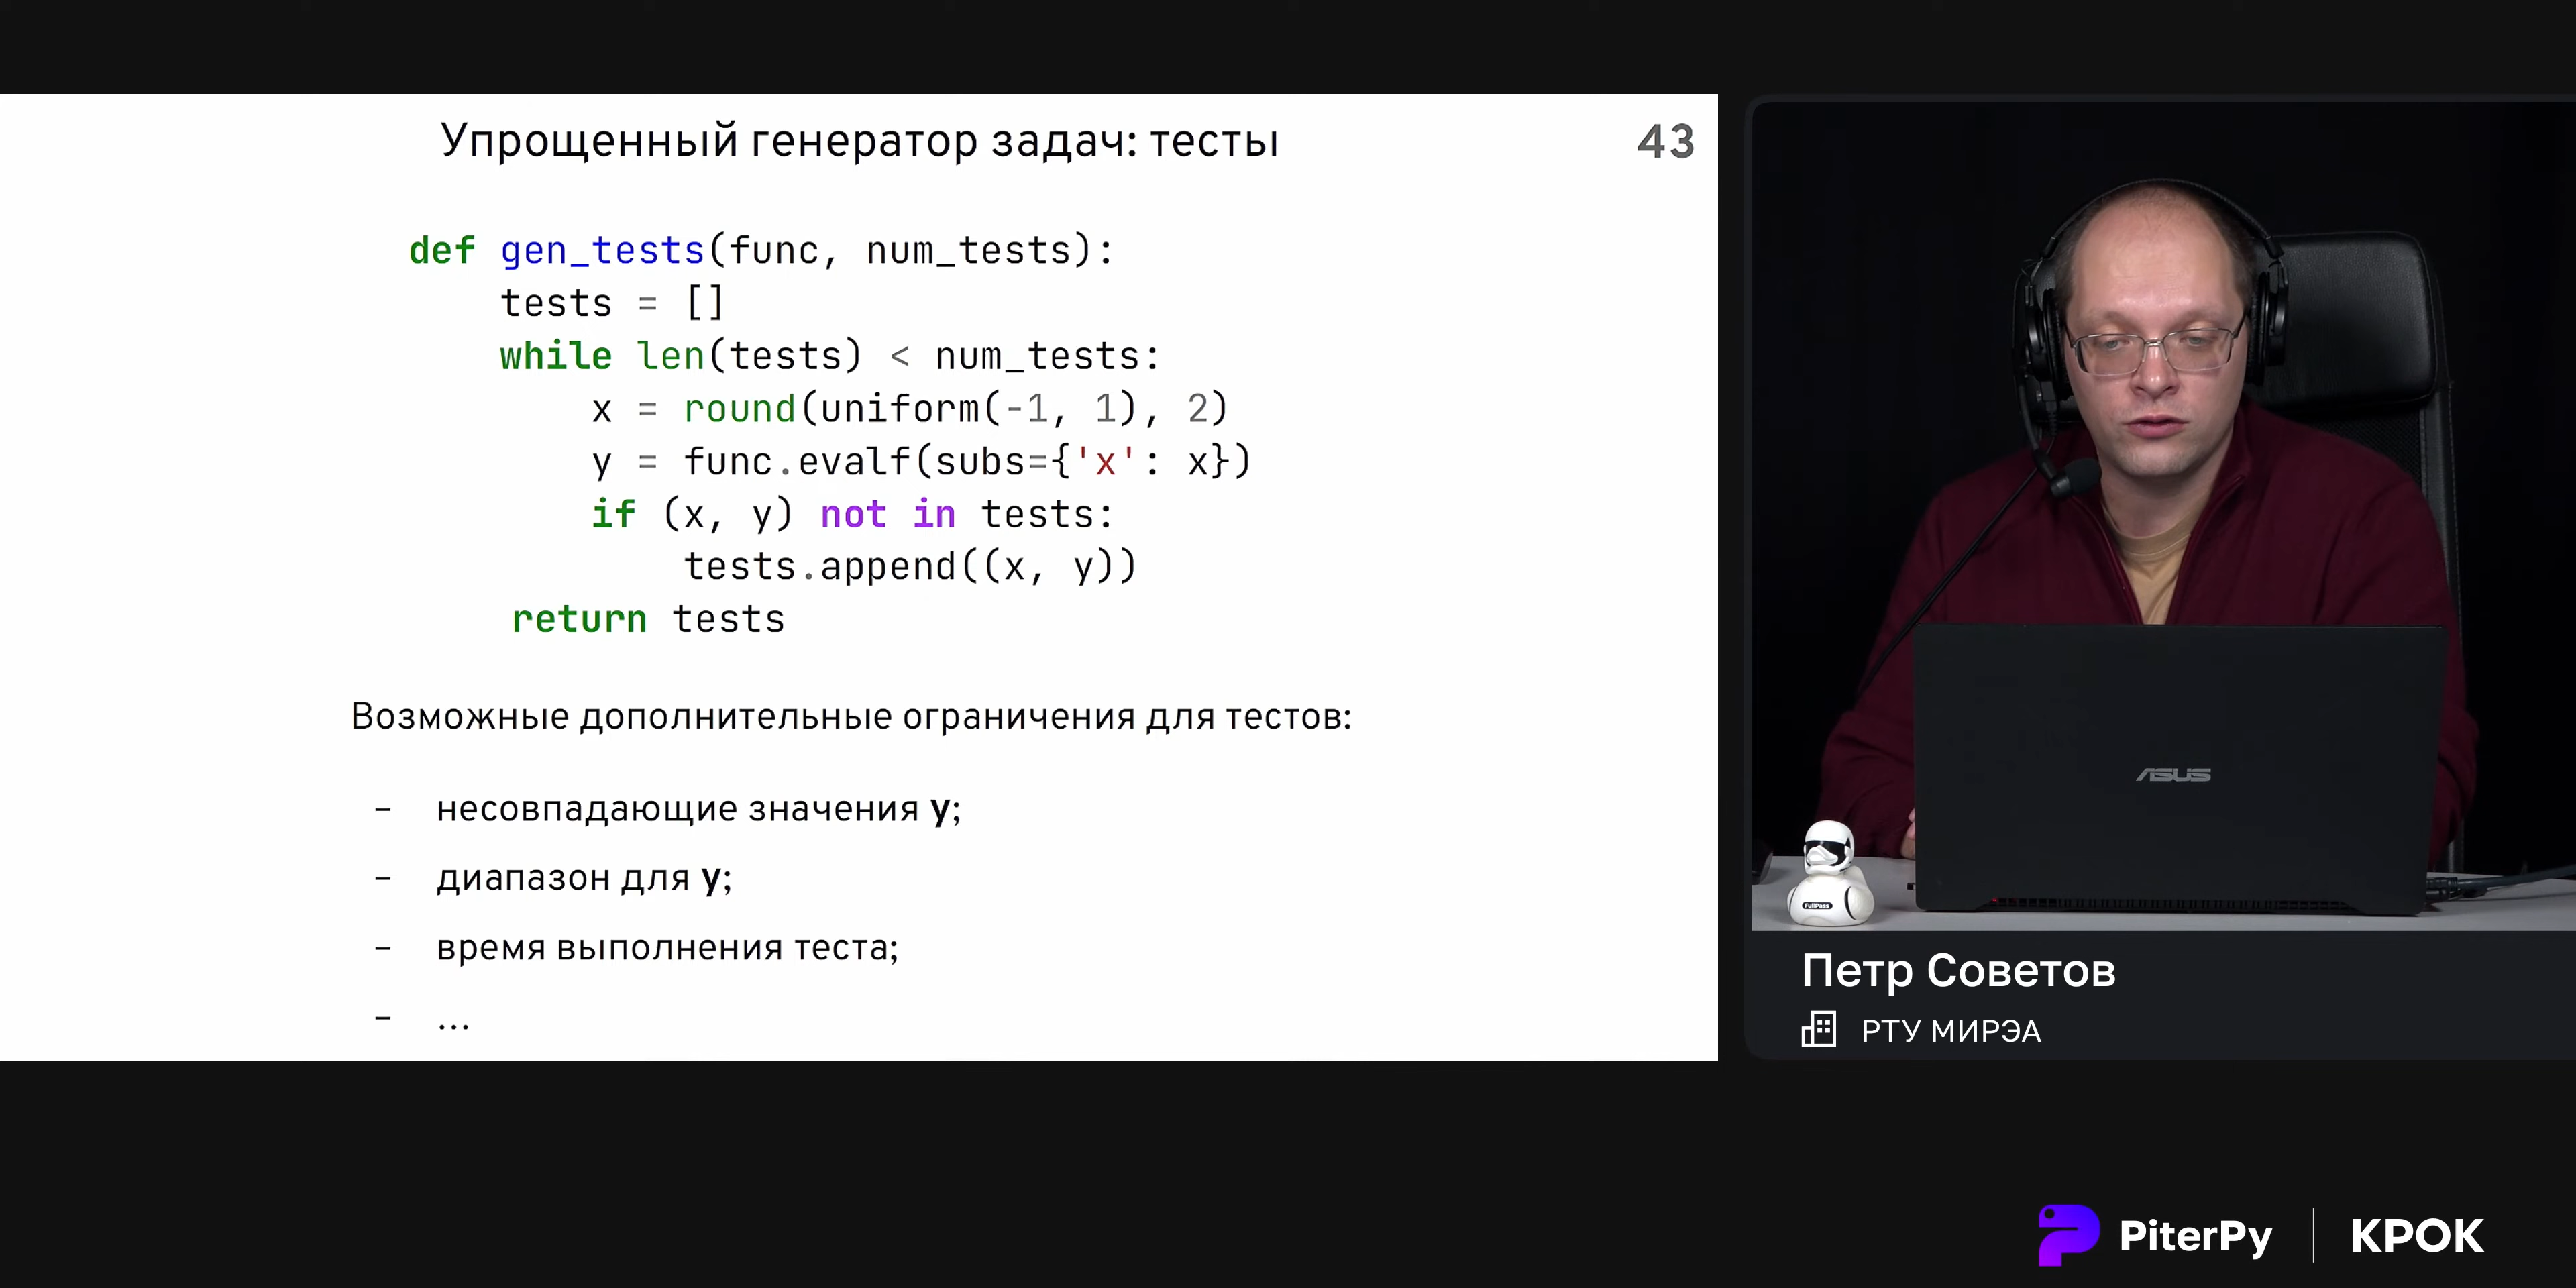 Упрощенный генератор задач: тесты
43
def gen_tests(func, num_tests):
    tests = []
    while len(tests) < num_tests:
        x = round(uniform(-1, 1), 2)
        y = func.evalf(subs={'x': x})
        if (x, y) not in tests:
            tests.append((x, y))
    return tests
Возможные дополнительные ограничения для тестов:
- несовпадающие значения y;
- диапазон для y;
- время выполнения теста;
- ...
ASUS
FullPass
Петр Советов
РТУ МИРЭА
PiterPy
КРОК